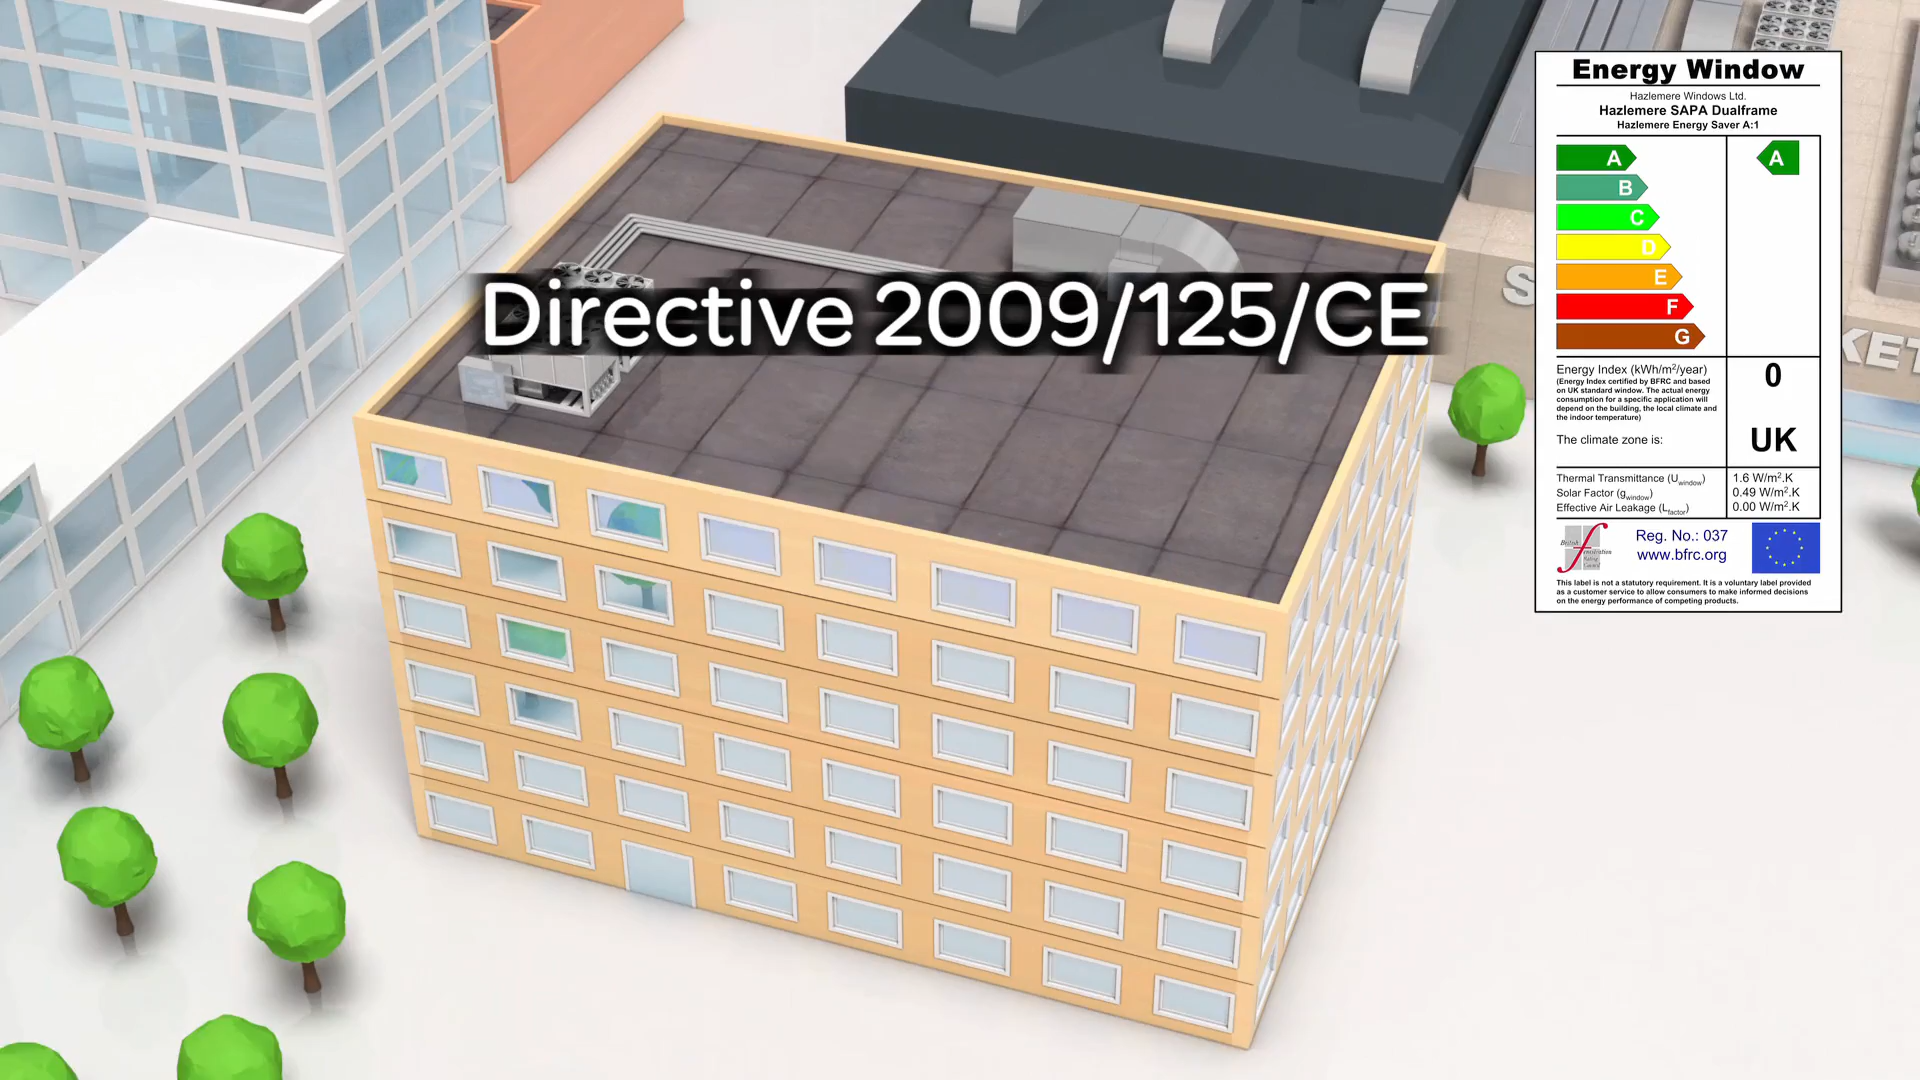 Directive 2009/125/CE
Energy Window
Hazlemere Windows Ltd.
Hazlemere SAPA Dualframe
Hazlemere Energy Saver A:1
A
A
B
C
D
E
F
G
Energy Index (kWh/m²/year)
(Energy Index certified by BFRC and based
on UK standard window. The actual energy
consumption for a specific application will
depend on the building, the local climate and
the indoor temperature)
0
The climate zone is:
UK
Thermal Transmittance (Uwindow) 1.6 W/m².K
Solar Factor (gwindow) 0.49 W/m².K
Effective Air Leakage (Lfactor) 0.00 W/m².K
British
Fenestration
Rating
Council
Reg. No.: 037
www.bfrc.org
This label is not a statutory requirement. It is a voluntary label provided
as a customer service to allow consumers to make informed decisions
on the energy performance of competing products.